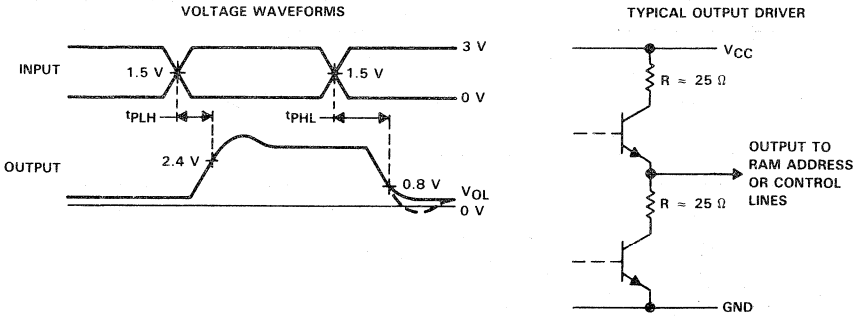 VOLTAGE WAVEFORMS
INPUT
1.5 V
1.5 V
3 V
0 V
tPLH
tPHL
OUTPUT
2.4 V
0.8 V
VOL
0 V
TYPICAL OUTPUT DRIVER
VCC
R ≈ 25 Ω
OUTPUT TO
RAM ADDRESS
OR CONTROL
LINES
R ≈ 25 Ω
GND